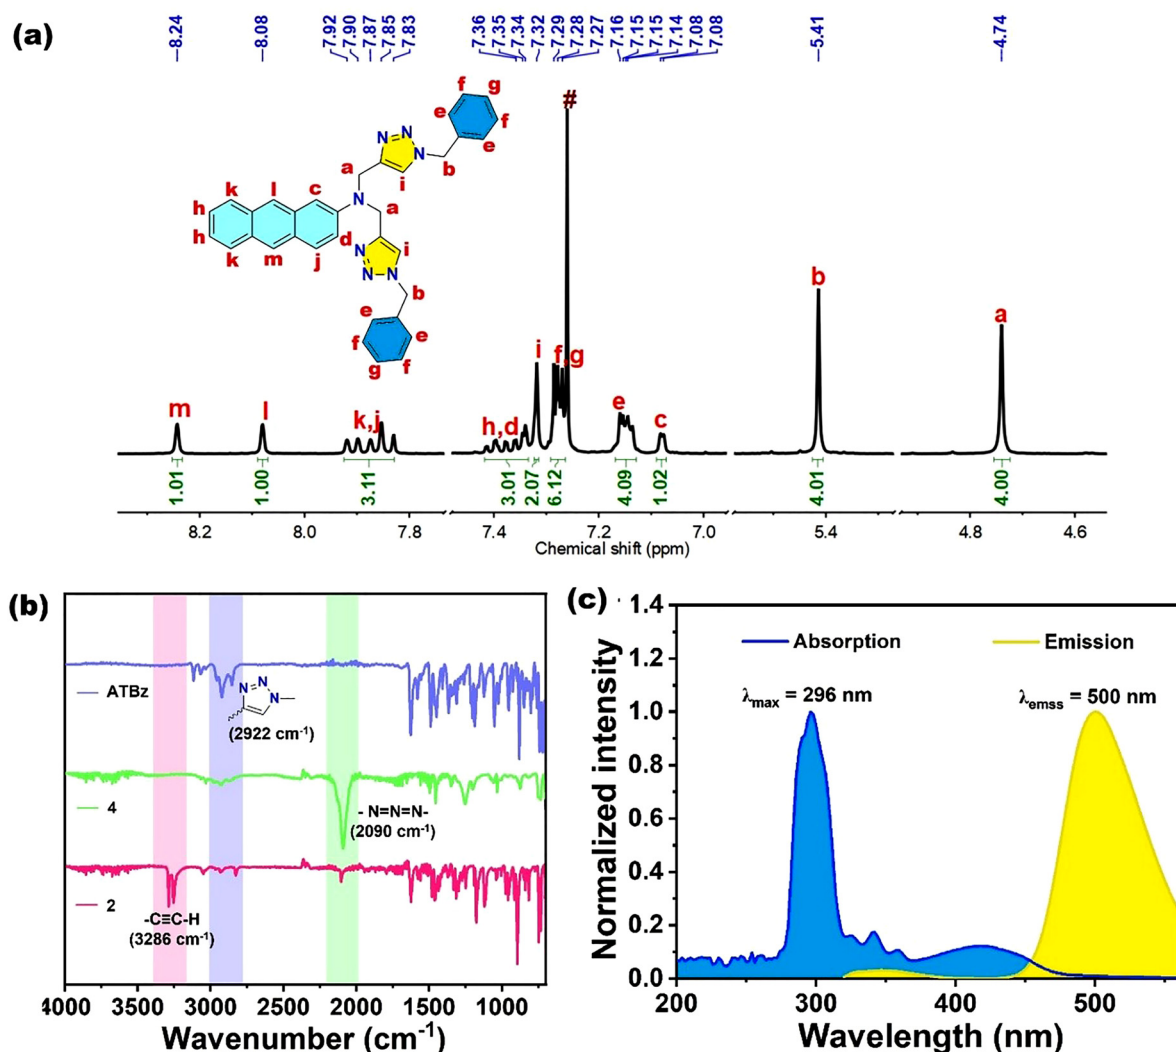 (a)
8.24
8.08
7.92
7.90
7.87
7.85
7.83
7.36
7.35
7.34
7.32
7.29
7.28
7.27
7.16
7.15
7.15
7.14
7.08
7.08
5.41
4.74
#
f
g
f
e
e
N
N
N
b
i
a
k
l
c
h
N
a
h
d
i
k
m
j
N
N
N
b
e
f
e
g
f
m
l
k,j
h,d
i
f,g
e
c
b
a
1.01
1.00
3.11
3.01
2.07
6.12
4.09
1.02
4.01
4.00
8.2
8.0
7.8
7.4
7.2
7.0
5.4
4.8
4.6
Chemical shift (ppm)
(b)
ATBz
N
N
N
(2922 cm⁻¹)
4
- N=N=N-
(2090 cm⁻¹)
2
-C≡C-H
(3286 cm⁻¹)
4000
3500
3000
2500
2000
1500
1000
Wavenumber (cm⁻¹)
(c)
Normalized intensity
1.4
1.2
1.0
0.8
0.6
0.4
0.2
0.0
Absorption
Emission
λmax = 296 nm
λemss = 500 nm
200
300
400
500
Wavelength (nm)